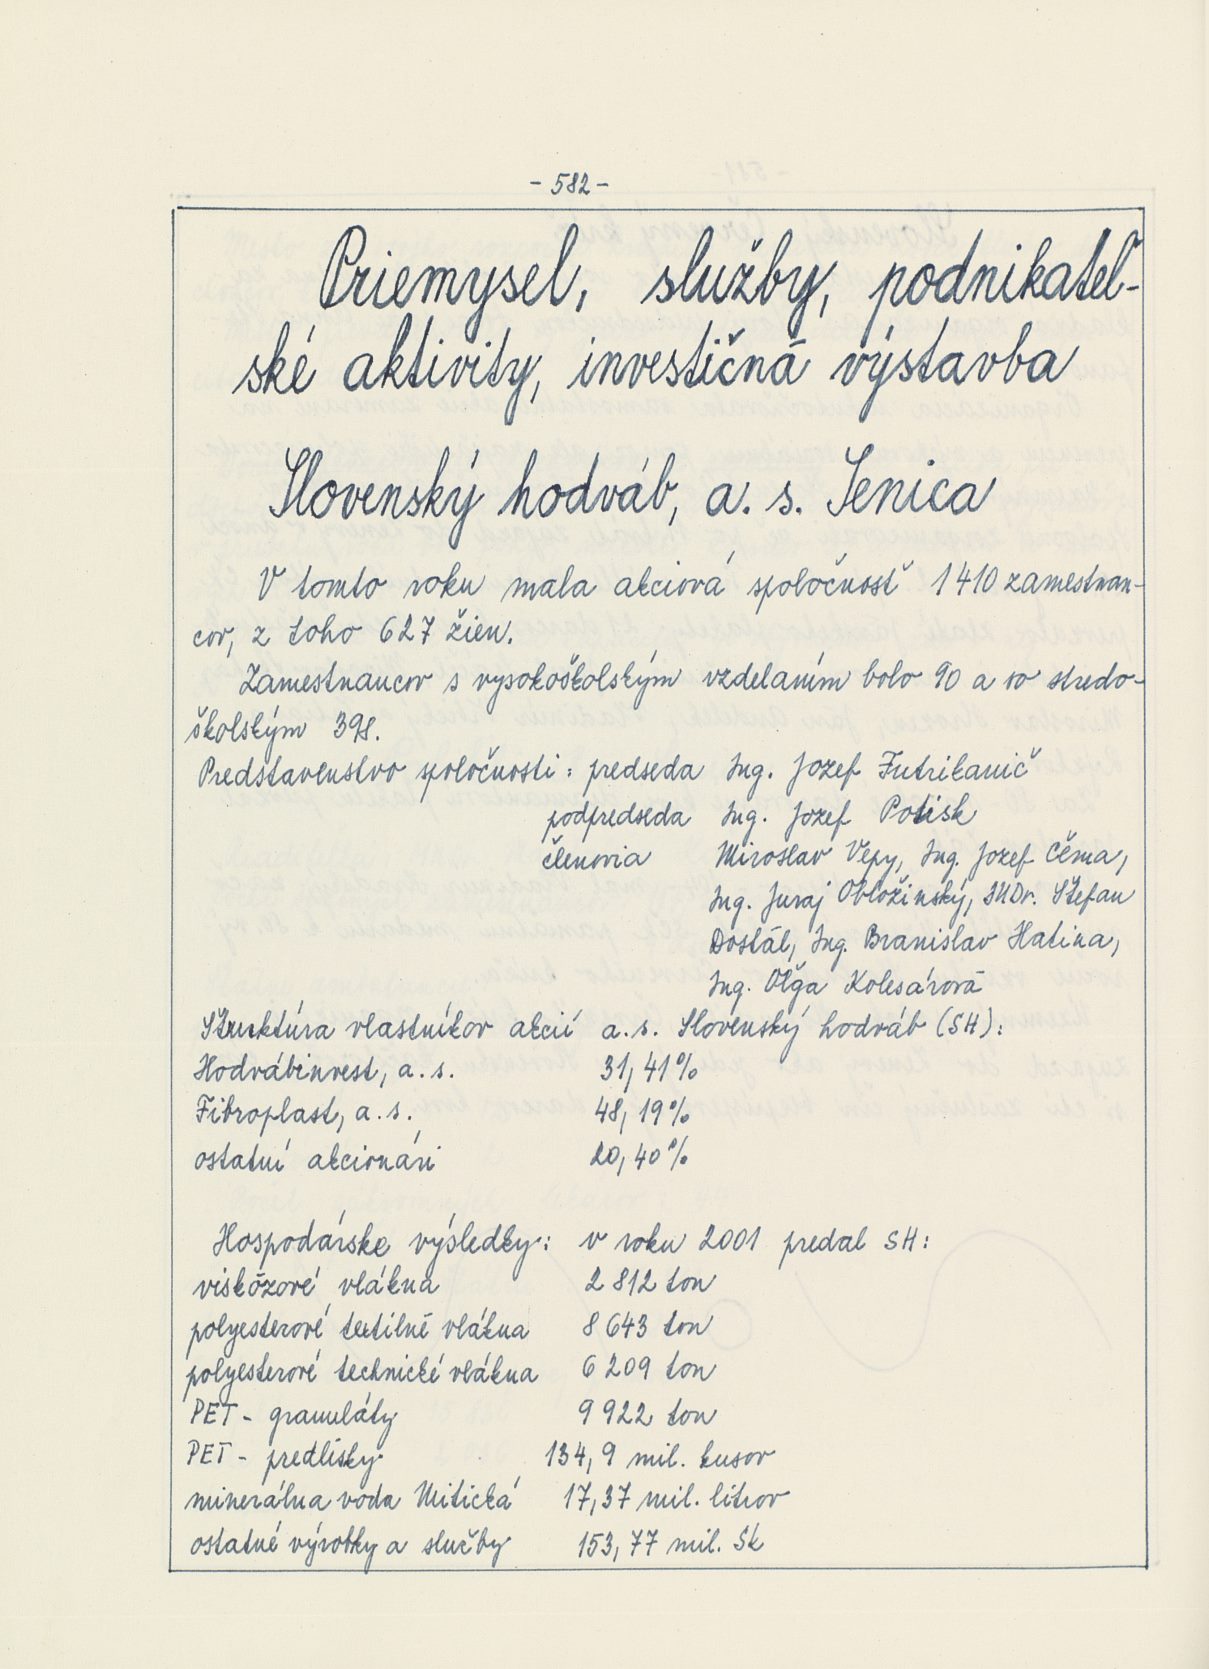 - 582 -
Priemysel, služby, podnikateľ-
ské aktivity, investičná výstavba
Slovenský hodváb, a. s. Senica
V tomto roku mala akciová spoločnosť 1 410 zamestnan-
cov, z toho 627 žien.
Zamestnancov s vysokoškolským vzdelaním bolo 90 a so stredo-
školským 398.
Predstavenstvo spoločnosti: predseda Ing. Jozef Futrikanič
podpredseda Ing. Jozef Potisk
členovia Miroslav Vepy, Ing. Jozef Čéma,
Ing. Juraj Obložinský, JUDr. Štefan
Dostál, Ing. Branislav Hatina,
Ing. Oľga Kolesárová
Štruktúra vlastníkov akcií a. s. Slovenský hodváb (SH):
Hodvábinvest, a. s. 31,41 %
Fibroplast, a. s. 48,19 %
ostatní akcionári 20,40 %
Hospodárske výsledky: v roku 2001 predal SH:
viskózové vlákna 2 812 ton
polyesterové textilné vlákna 8 643 ton
polyesterové technické vlákna 6 209 ton
PET - granuláty 9 922 ton
PET - predlisky 134,9 mil. kusov
minerálna voda Mitická 17,37 mil. litrov
ostatné výrobky a služby 153,77 mil. Sk